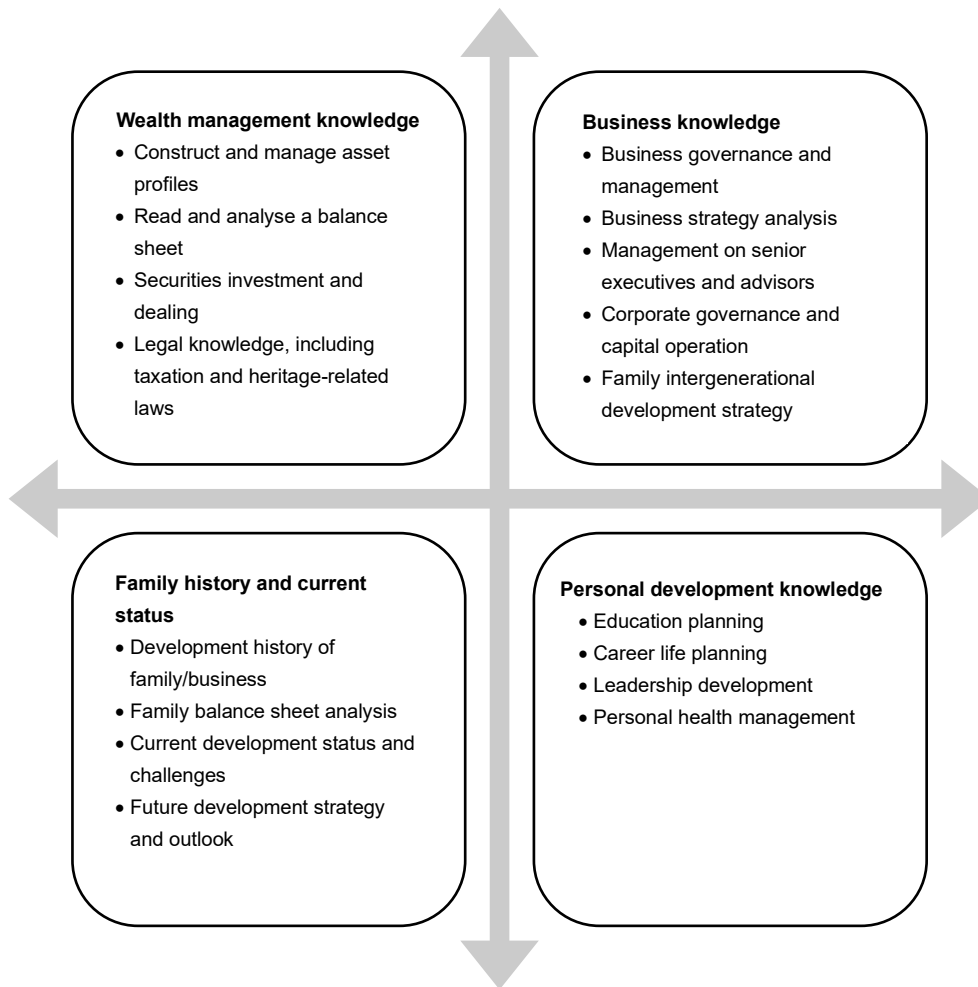 Wealth management knowledge
• Construct and manage asset
profiles
• Read and analyse a balance
sheet
• Securities investment and
dealing
• Legal knowledge, including
taxation and heritage-related
laws
Business knowledge
• Business governance and
management
• Business strategy analysis
• Management on senior
executives and advisors
• Corporate governance and
capital operation
• Family intergenerational
development strategy
Family history and current
status
• Development history of
family/business
• Family balance sheet analysis
• Current development status and
challenges
• Future development strategy
and outlook
Personal development knowledge
• Education planning
• Career life planning
• Leadership development
• Personal health management